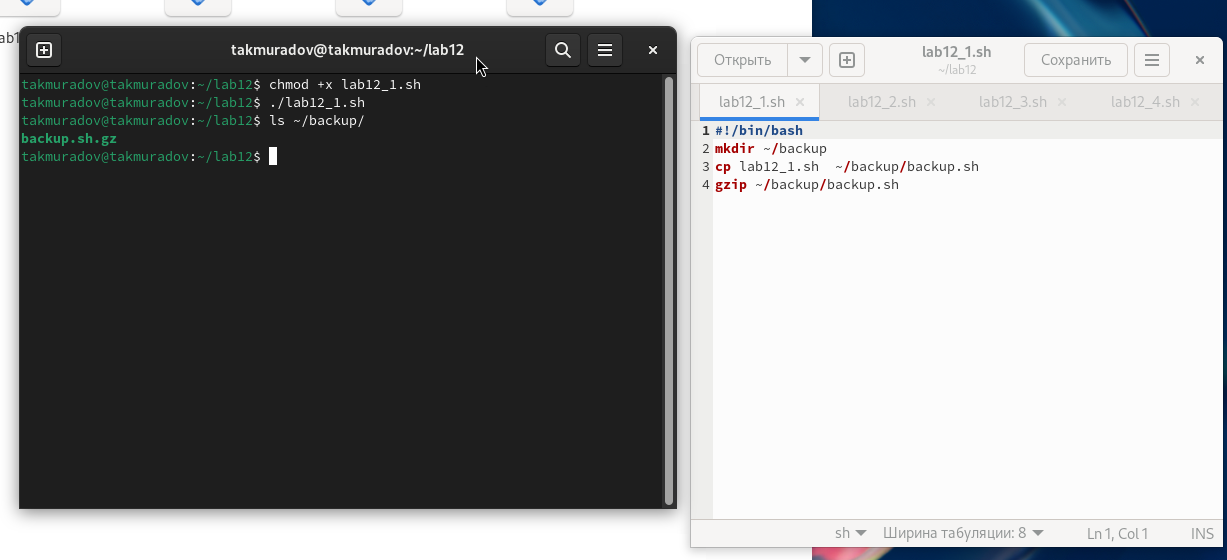 ab1
takmuradov@takmuradov:~/lab12
takmuradov@takmuradov:~/lab12$ chmod +x lab12_1.sh
takmuradov@takmuradov:~/lab12$ ./lab12_1.sh
takmuradov@takmuradov:~/lab12$ ls ~/backup/
backup.sh.gz
takmuradov@takmuradov:~/lab12$
Открыть
lab12_1.sh
~/lab12
Сохранить
lab12_1.sh lab12_2.sh lab12_3.sh lab12_4.sh
1 #!/bin/bash
2 mkdir ~/backup
3 cp lab12_1.sh  ~/backup/backup.sh
4 gzip ~/backup/backup.sh
sh Ширина табуляции: 8 Ln 1, Col 1 INS